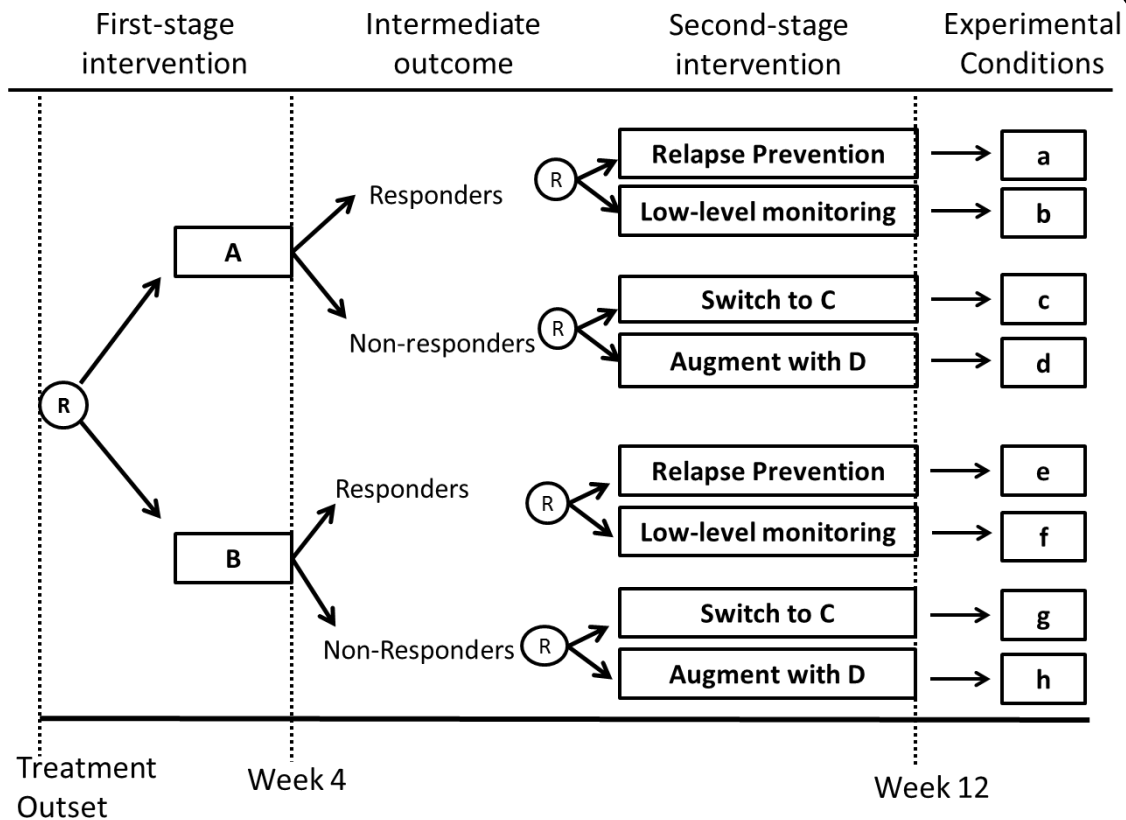 First-stage
intervention
Intermediate
outcome
Second-stage
intervention
Experimental
Conditions
R
A
Responders
Non-responders
R
Relapse Prevention
a
Low-level monitoring
b
R
Switch to C
c
Augment with D
d
B
Responders
Non-Responders
R
Relapse Prevention
e
Low-level monitoring
f
R
Switch to C
g
Augment with D
h
Treatment
Outset
Week 4
Week 12